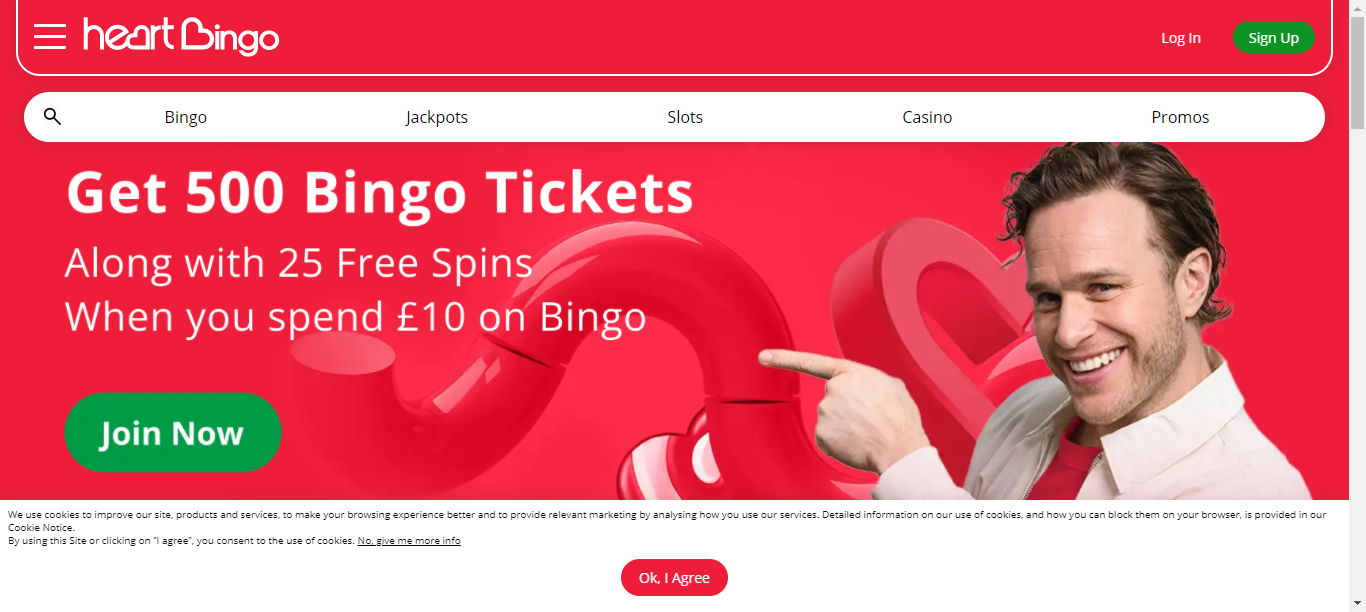 heart Bingo
Log In
Sign Up
Bingo
Jackpots
Slots
Casino
Promos
Get 500 Bingo Tickets
Along with 25 Free Spins
When you spend £10 on Bingo
Join Now
We use cookies to improve our site, products and services, to make your browsing experience better and to provide relevant marketing by analysing how you use our services. Detailed information on our use of cookies, and how you can block them on your browser, is provided in our
Cookie Notice.
By using this Site or clicking on "I agree", you consent to the use of cookies. No, give me more info
Ok, I Agree